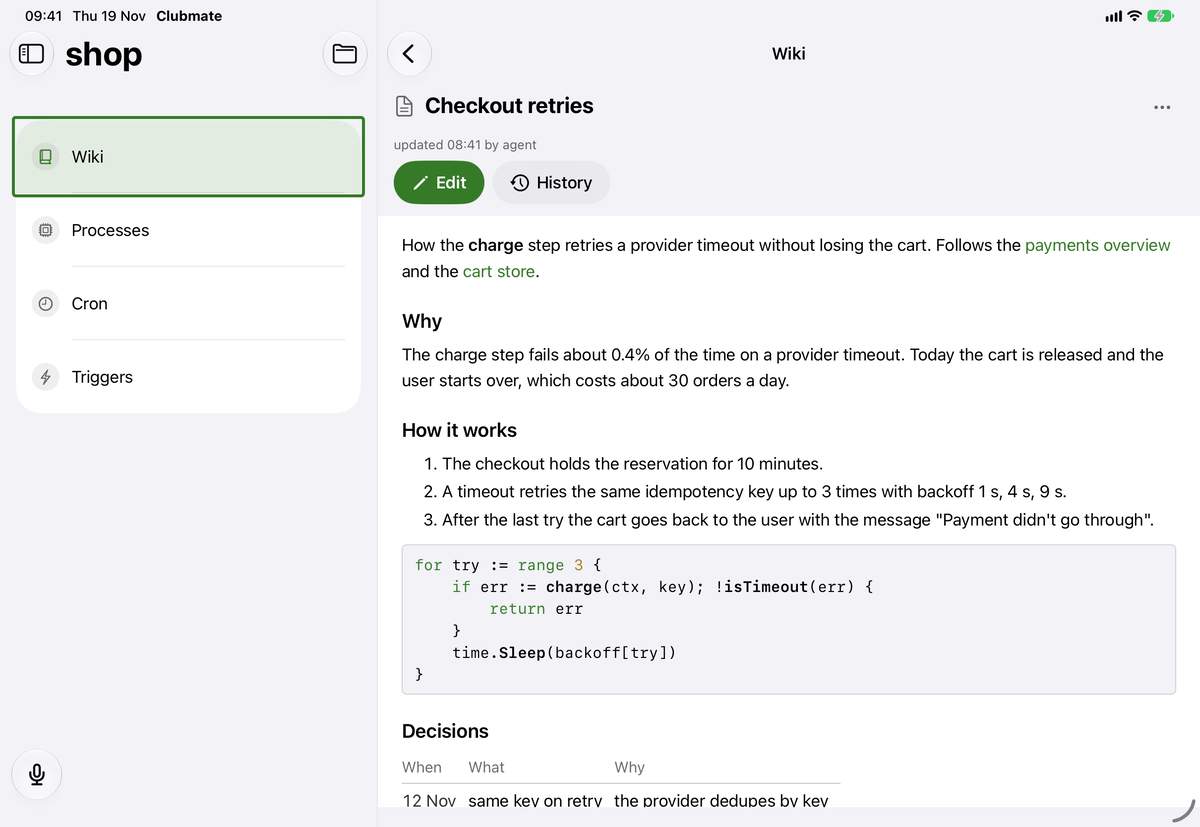 09:41 Thu 19 Nov Clubmate
shop
Wiki
Processes
Cron
Triggers
Wiki
Checkout retries
updated 08:41 by agent
Edit
History
How the charge step retries a provider timeout without losing the cart. Follows the payments overview
and the cart store.
Why
The charge step fails about 0.4% of the time on a provider timeout. Today the cart is released and the
user starts over, which costs about 30 orders a day.
How it works
1. The checkout holds the reservation for 10 minutes.
2. A timeout retries the same idempotency key up to 3 times with backoff 1 s, 4 s, 9 s.
3. After the last try the cart goes back to the user with the message "Payment didn't go through".
for try := range 3 {
    if err := charge(ctx, key); !isTimeout(err) {
        return err
    }
    time.Sleep(backoff[try])
}
Decisions
When What Why
12 Nov same key on retry the provider dedupes by key